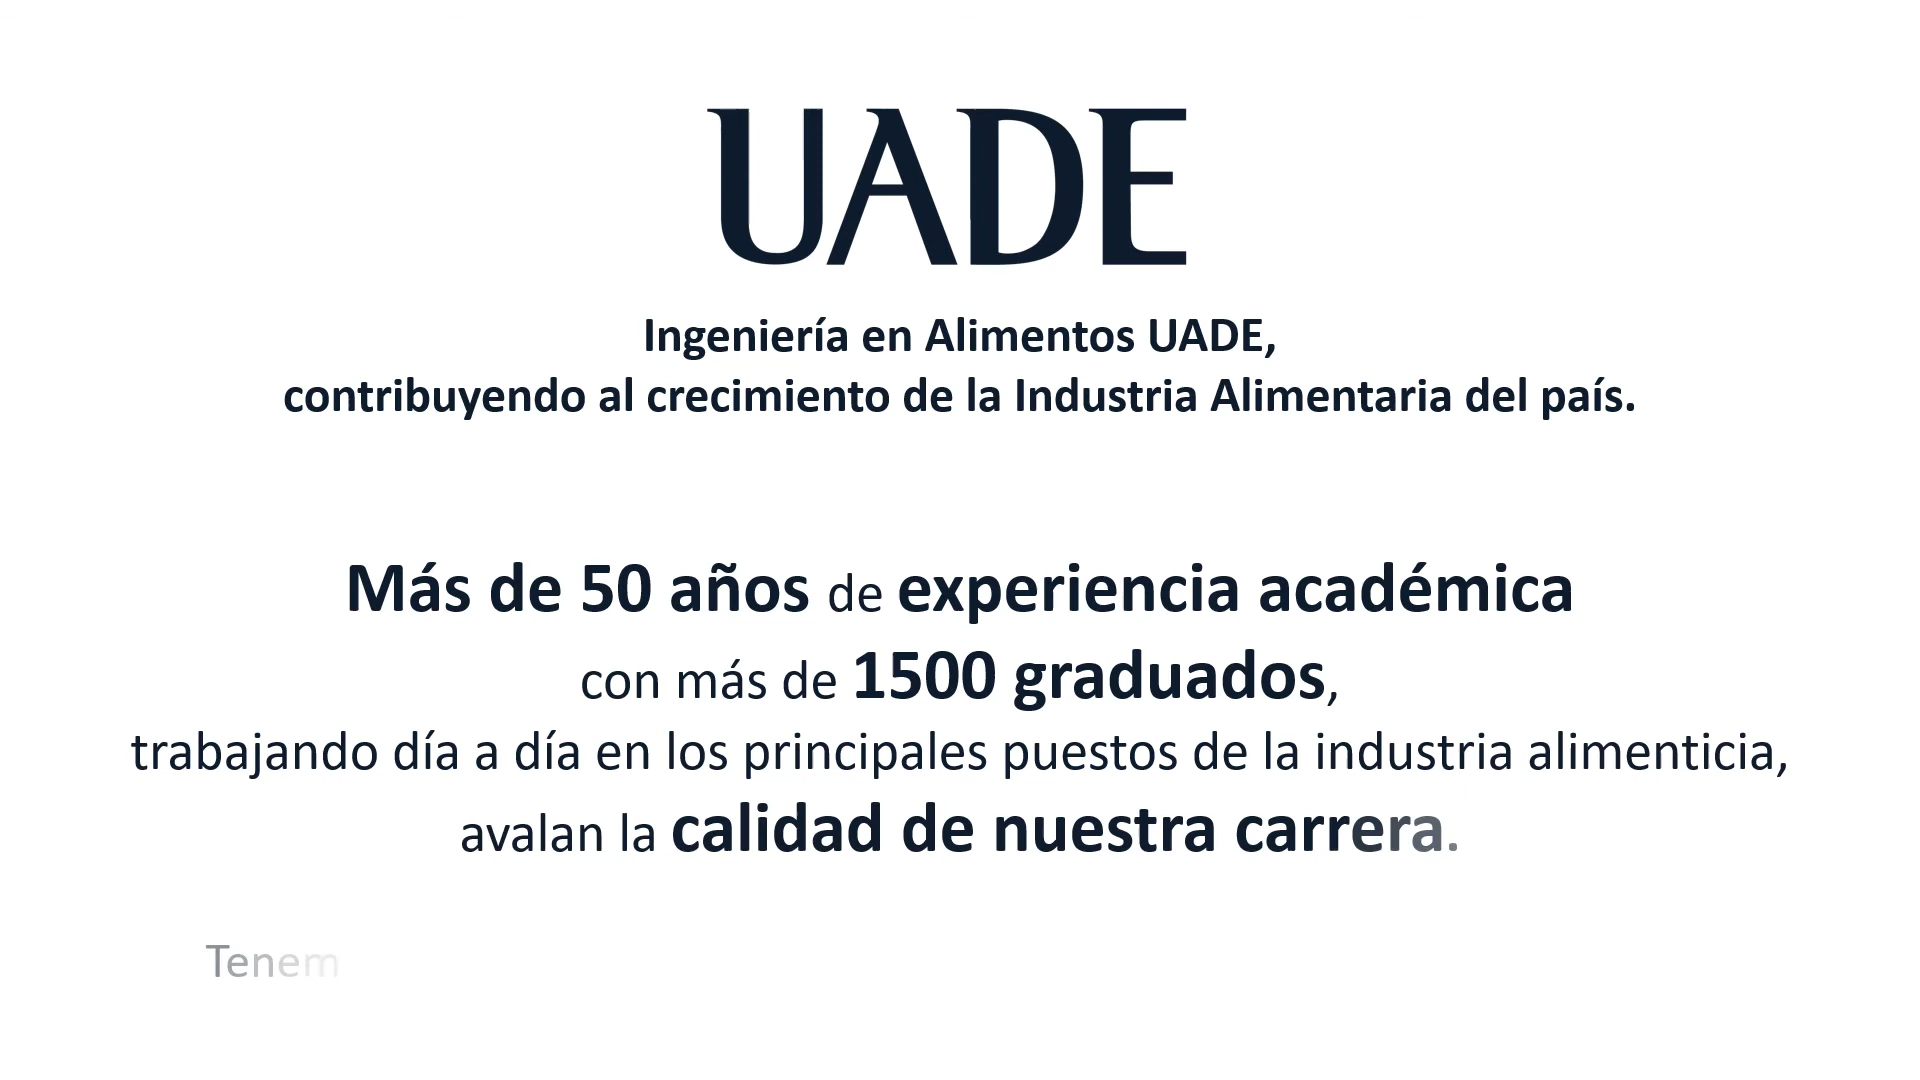 UADE
Ingeniería en Alimentos UADE,
contribuyendo al crecimiento de la Industria Alimentaria del país.
Más de 50 años de experiencia académica
con más de 1500 graduados,
trabajando día a día en los principales puestos de la industria alimenticia,
avalan la calidad de nuestra carrera.
Tenem